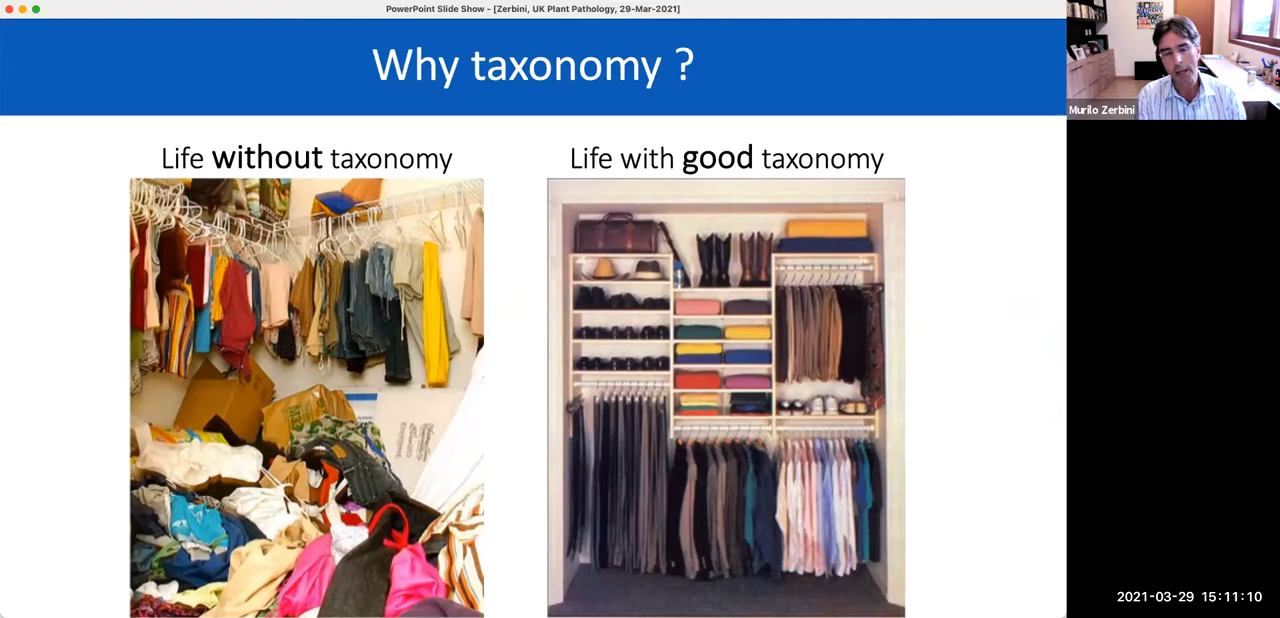 PowerPoint Slide Show - [Zerbini, UK Plant Pathology, 29-Mar-2021]
Why taxonomy ?
Murilo Zerbini
Life without taxonomy
Life with good taxonomy
2021-03-29 15:11:10